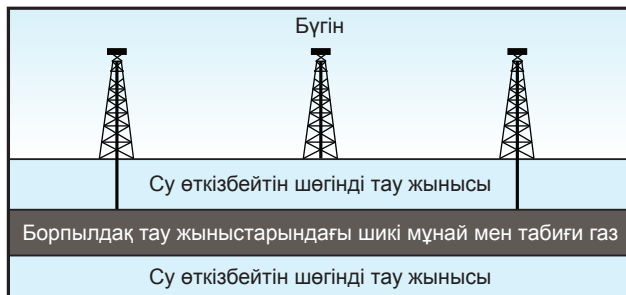 Бүгін
Су өткізбейтін шөгінді тау жынысы
Борпылдақ тау жыныстарындағы шикі мұнай мен табиғи газ
Су өткізбейтін шөгінді тау жынысы